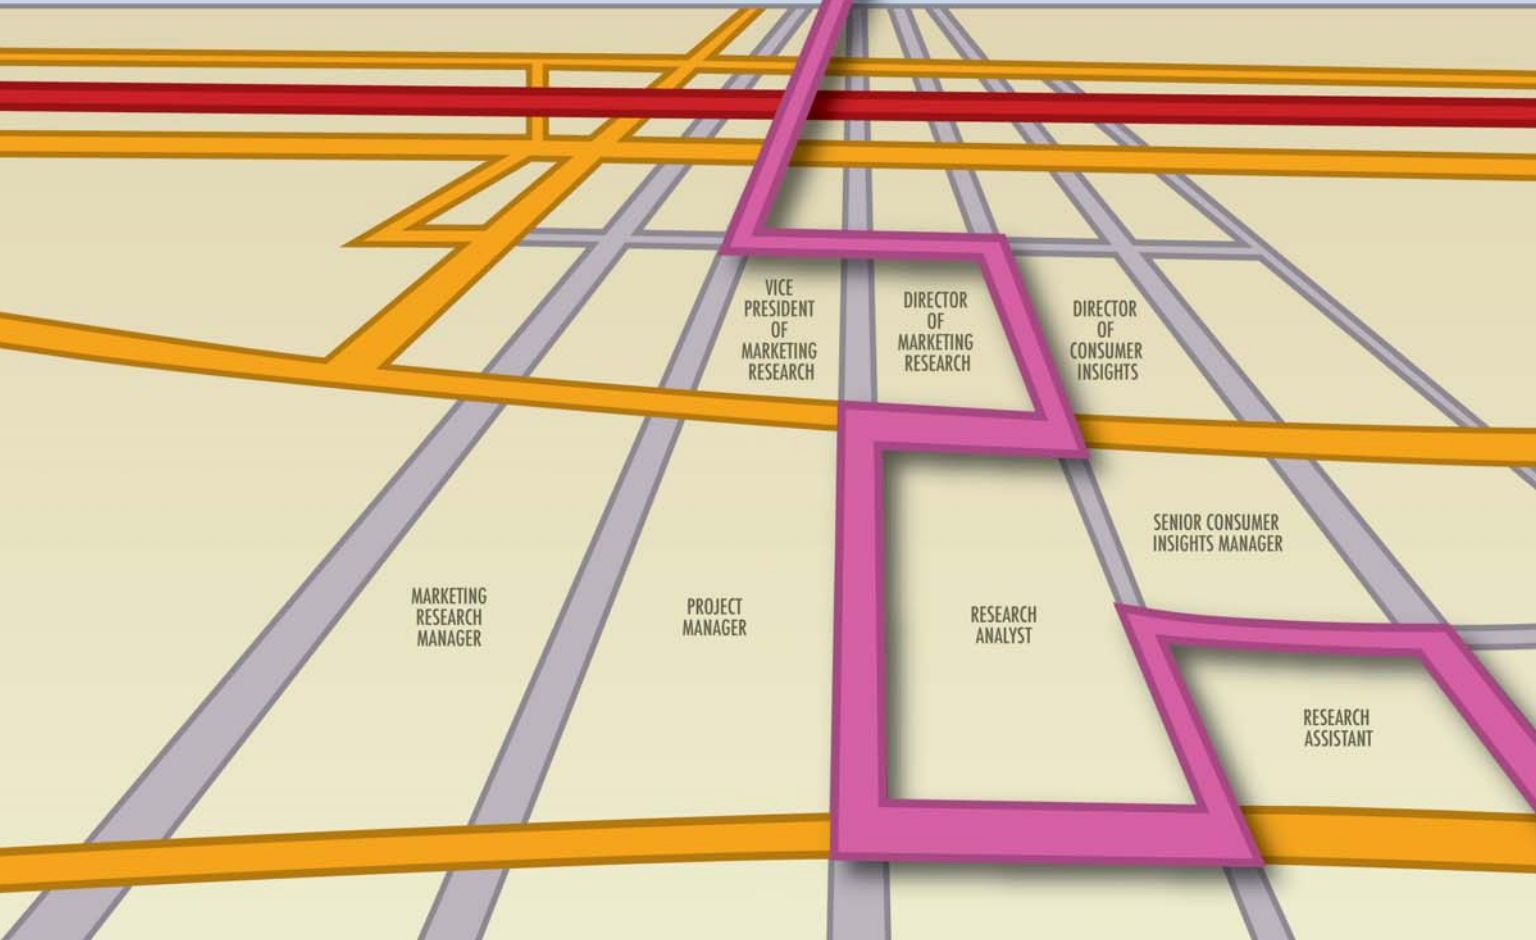 VICE
PRESIDENT
OF
MARKETING
RESEARCH
DIRECTOR
OF
MARKETING
RESEARCH
DIRECTOR
OF
CONSUMER
INSIGHTS
SENIOR CONSUMER
INSIGHTS MANAGER
MARKETING
RESEARCH
MANAGER
PROJECT
MANAGER
RESEARCH
ANALYST
RESEARCH
ASSISTANT